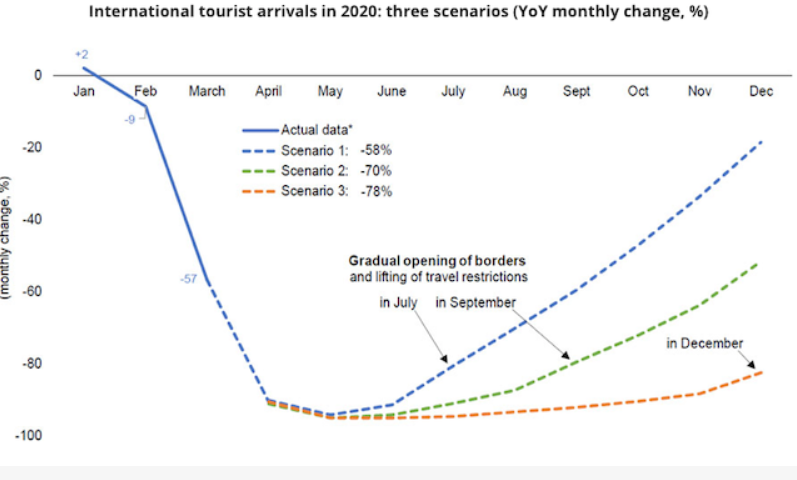 International tourist arrivals in 2020: three scenarios (YoY monthly change, %)
+2
0
Jan Feb March April May June July Aug Sept Oct Nov Dec
-9
Actual data*
Scenario 1: -58%
Scenario 2: -70%
Scenario 3: -78%
-20
-40
(monthly change, %)
Gradual opening of borders
and lifting of travel restrictions
-57
-60
in July in September
in December
-80
-100